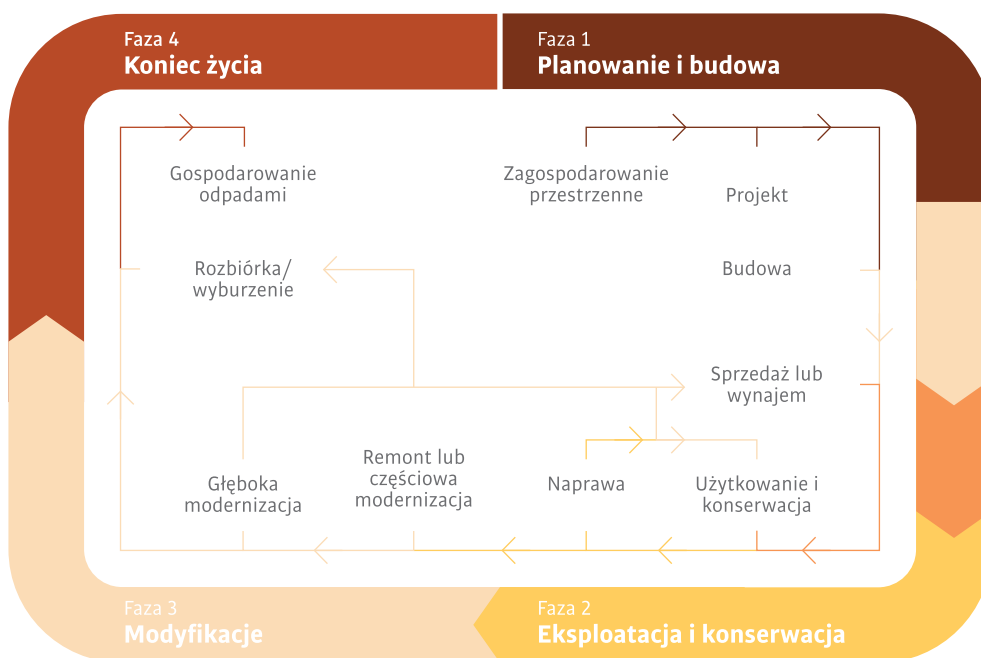 Faza 4
Koniec życia
Faza 1
Planowanie i budowa
Gospodarowanie
odpadami
Zagospodarowanie
przestrzenne
Projekt
Rozbiórka/
wyburzenie
Budowa
Sprzedaż lub
wynajem
Głęboka
modernizacja
Remont lub
częściowa
modernizacja
Naprawa
Użytkowanie i
konserwacja
Faza 3
Modyfikacje
Faza 2
Eksploatacja i konserwacja